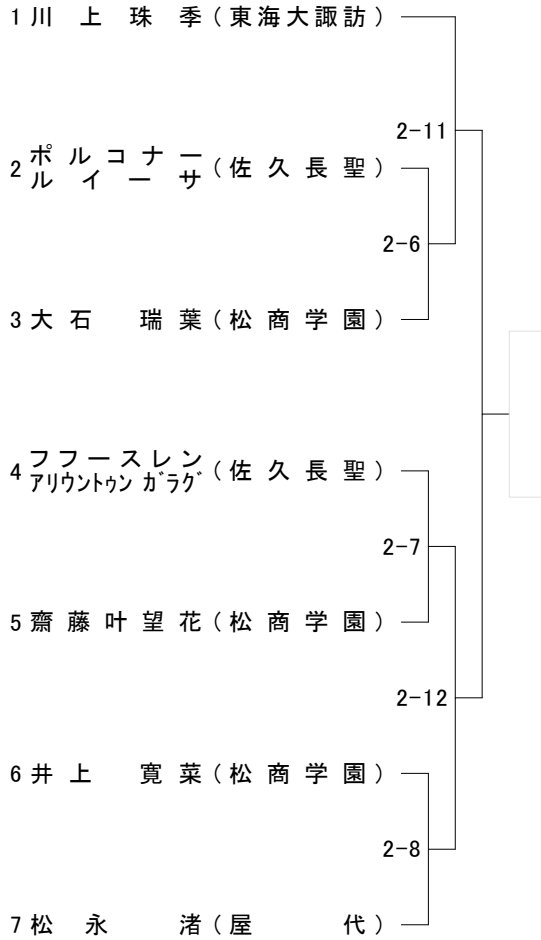 1 川上珠季(東海大諏訪)
2-11
2 ポルコナールイーサ(佐久長聖)
2-6
3 大石瑞葉(松商学園)
4 フフースレンアリウントゥンガラグ(佐久長聖)
2-7
5 齋藤叶望花(松商学園)
2-12
6 井上寛菜(松商学園)
2-8
7 松永渚(屋代)